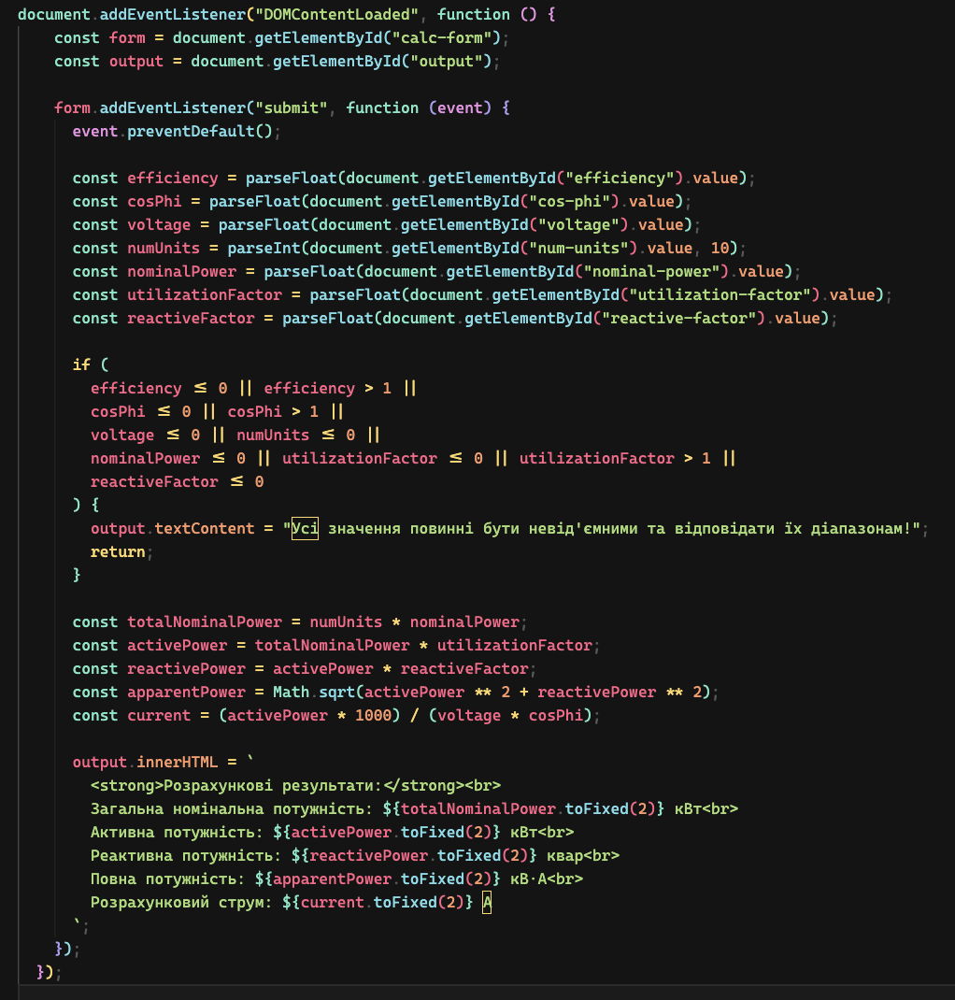 document.addEventListener("DOMContentLoaded", function () {
const form = document.getElementById("calc-form");
const output = document.getElementById("output");
form.addEventListener("submit", function (event) {
event.preventDefault();
const efficiency = parseFloat(document.getElementById("efficiency").value);
const cosPhi = parseFloat(document.getElementById("cos-phi").value);
const voltage = parseFloat(document.getElementById("voltage").value);
const numUnits = parseInt(document.getElementById("num-units").value, 10);
const nominalPower = parseFloat(document.getElementById("nominal-power").value);
const utilizationFactor = parseFloat(document.getElementById("utilization-factor").value);
const reactiveFactor = parseFloat(document.getElementById("reactive-factor").value);
if (
efficiency ≤ 0 || efficiency > 1 ||
cosPhi ≤ 0 || cosPhi > 1 ||
voltage ≤ 0 || numUnits ≤ 0 ||
nominalPower ≤ 0 || utilizationFactor ≤ 0 || utilizationFactor > 1 ||
reactiveFactor ≤ 0
) {
output.textContent = "Усі значення повинні бути невід'ємними та відповідати їх діапазонам!";
return;
}
const totalNominalPower = numUnits * nominalPower;
const activePower = totalNominalPower * utilizationFactor;
const reactivePower = activePower * reactiveFactor;
const apparentPower = Math.sqrt(activePower ** 2 + reactivePower ** 2);
const current = (activePower * 1000) / (voltage * cosPhi);
output.innerHTML = `
<strong>Розрахункові результати:</strong><br>
Загальна номінальна потужність: ${totalNominalPower.toFixed(2)} кВт<br>
Активна потужність: ${activePower.toFixed(2)} кВт<br>
Реактивна потужність: ${reactivePower.toFixed(2)} квар<br>
Повна потужність: ${apparentPower.toFixed(2)} кВ·А<br>
Розрахунковий струм: ${current.toFixed(2)} А
`;
});
});